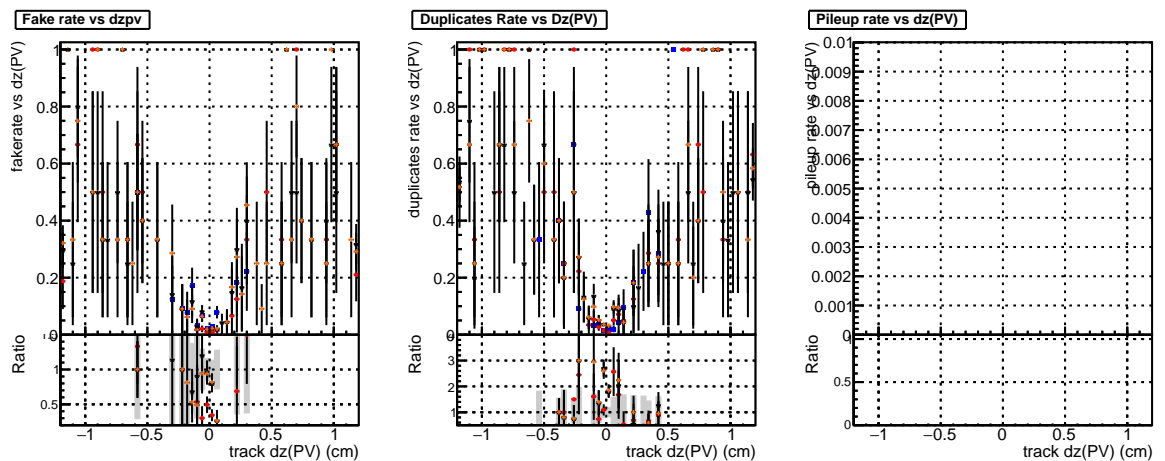 Fake rate vs dzpv
fakerate vs dz(PV)
1
0.8
0.6
0.4
0.2
0
Ratio
1
0.5
−1 −0.5 0 0.5 1
track dz(PV) (cm)
Duplicates Rate vs Dz(PV)
duplicates rate vs dz(PV)
1
0.8
0.6
0.4
0.2
0
Ratio
3
2
1
−1 −0.5 0 0.5 1
track dz(PV) (cm)
Pileup rate vs dz(PV)
pileup rate vs dz(PV)
0.01
0.009
0.008
0.007
0.006
0.005
0.004
0.003
0.002
0.001
0
Ratio
1
0.5
0
−1 −0.5 0 0.5 1
track dz(PV) (cm)